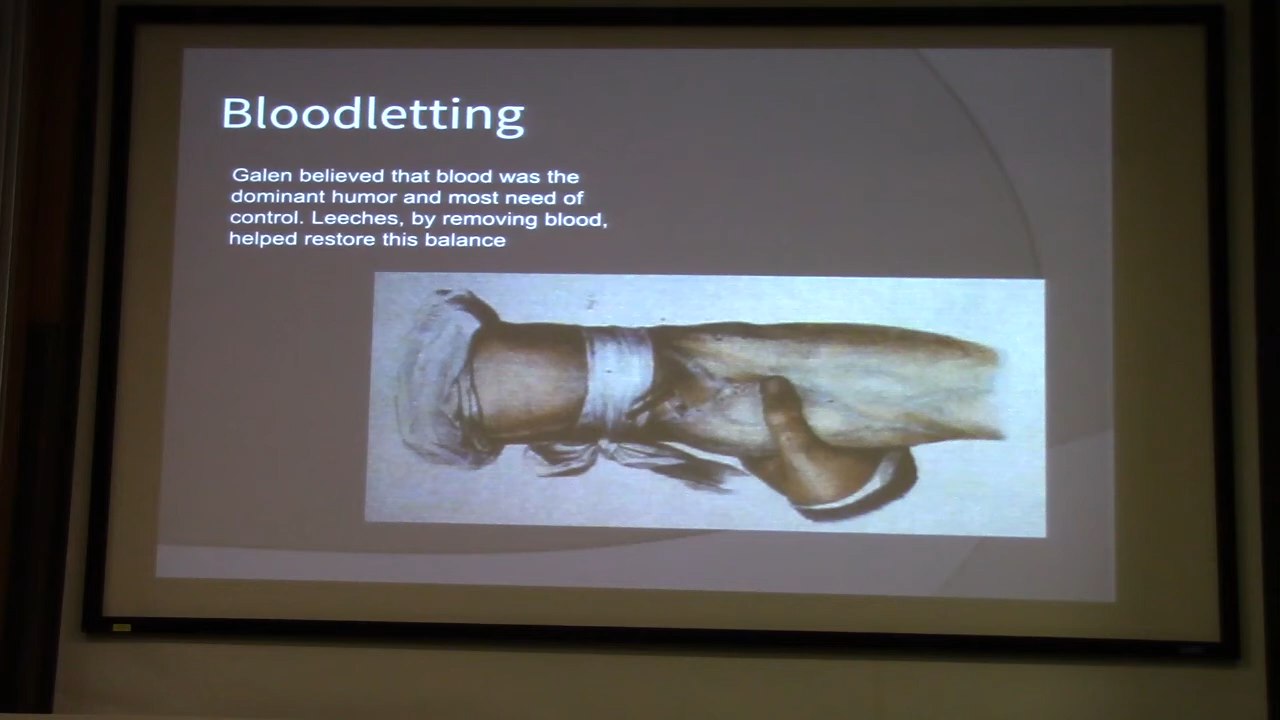 Bloodletting
Galen believed that blood was the
dominant humor and most need of
control. Leeches, by removing blood,
helped restore this balance